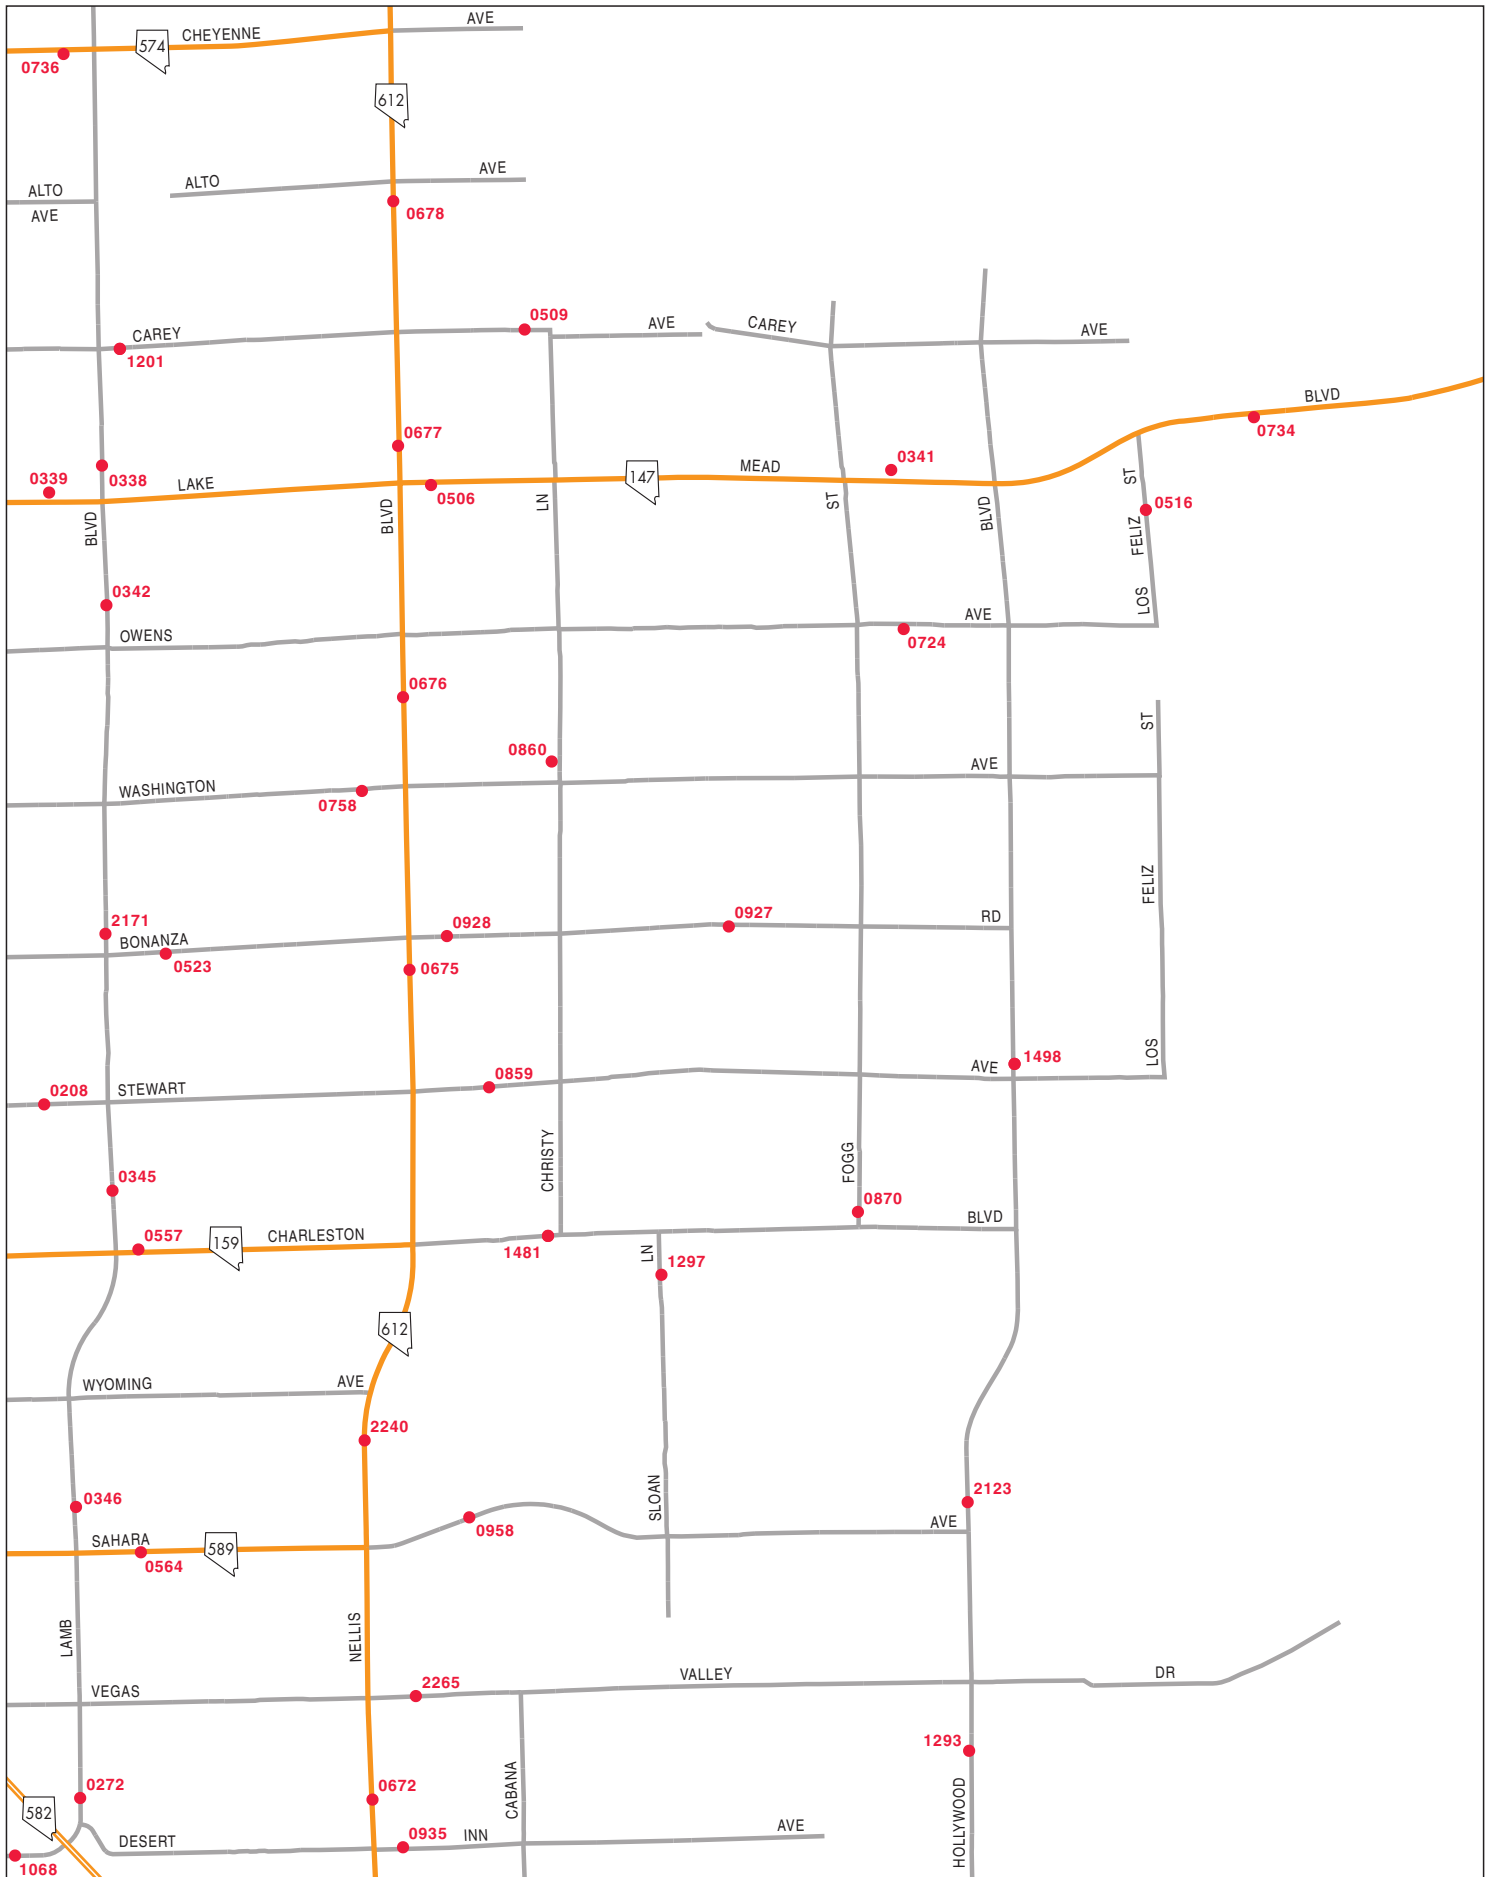 AVE
CHEYENNE
574
0736
612
AVE
ALTO
ALTO
AVE
0678
0509
CAREY
AVE
CAREY
AVE
1201
BLVD
0734
0677
0341
MEAD
0339
0338
LAKE
147
0506
ST
LN
ST
BLVD
BLVD
BLVD
0516
FELIZ
LOS
0342
OWENS
AVE
0724
0676
ST
0860
AVE
WASHINGTON
0758
FELIZ
2171
BONANZA
0928
0927
RD
0523
0675
LOS
1498
AVE
0859
0208
STEWART
CHRISTY
FOGG
0345
0870
BLVD
0557
159
CHARLESTON
1481
LN
1297
612
WYOMING
AVE
2240
0346
SLOAN
2123
AVE
0958
SAHARA
589
0564
LAMB
NELLIS
VEGAS
2265
VALLEY
DR
1293
0272
0672
CABANA
HOLLYWOOD
582
DESERT
0935
INN
AVE
1068